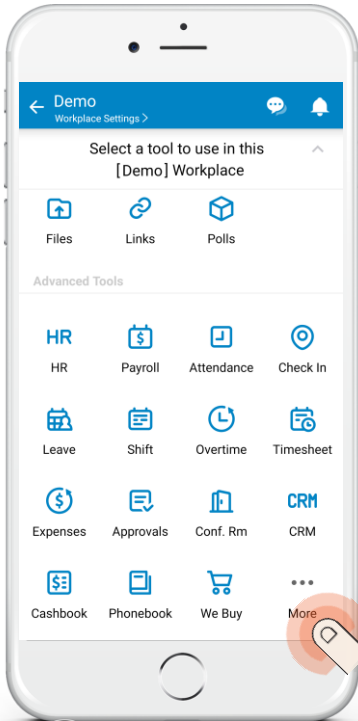 Demo
Workplace Settings >
Select a tool to use in this
[Demo] Workplace
Files Links Polls
Advanced Tools
HR
HR Payroll Attendance Check In
Leave Shift Overtime Timesheet
CRM
Expenses Approvals Conf. Rm CRM
Cashbook Phonebook We Buy More